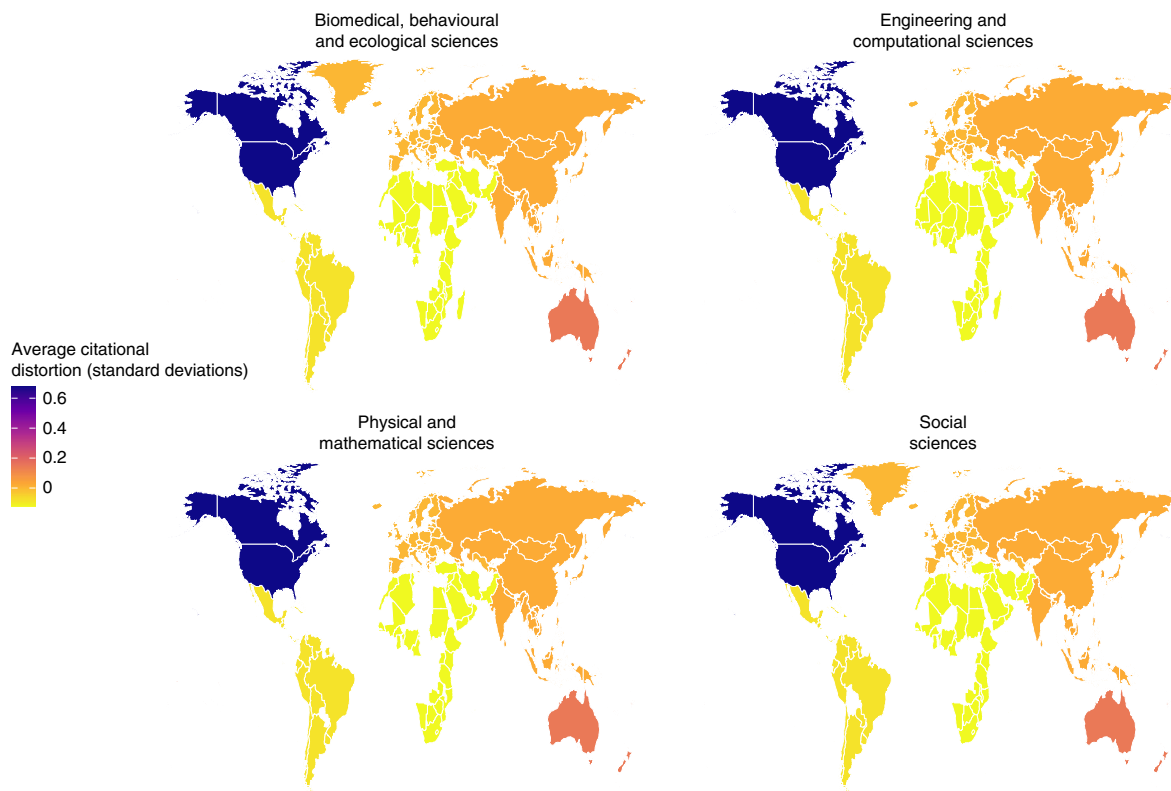 Biomedical, behavioural
and ecological sciences
Engineering and
computational sciences
Average citational
distortion (standard deviations)
0.6
0.4
0.2
0
Physical and
mathematical sciences
Social
sciences